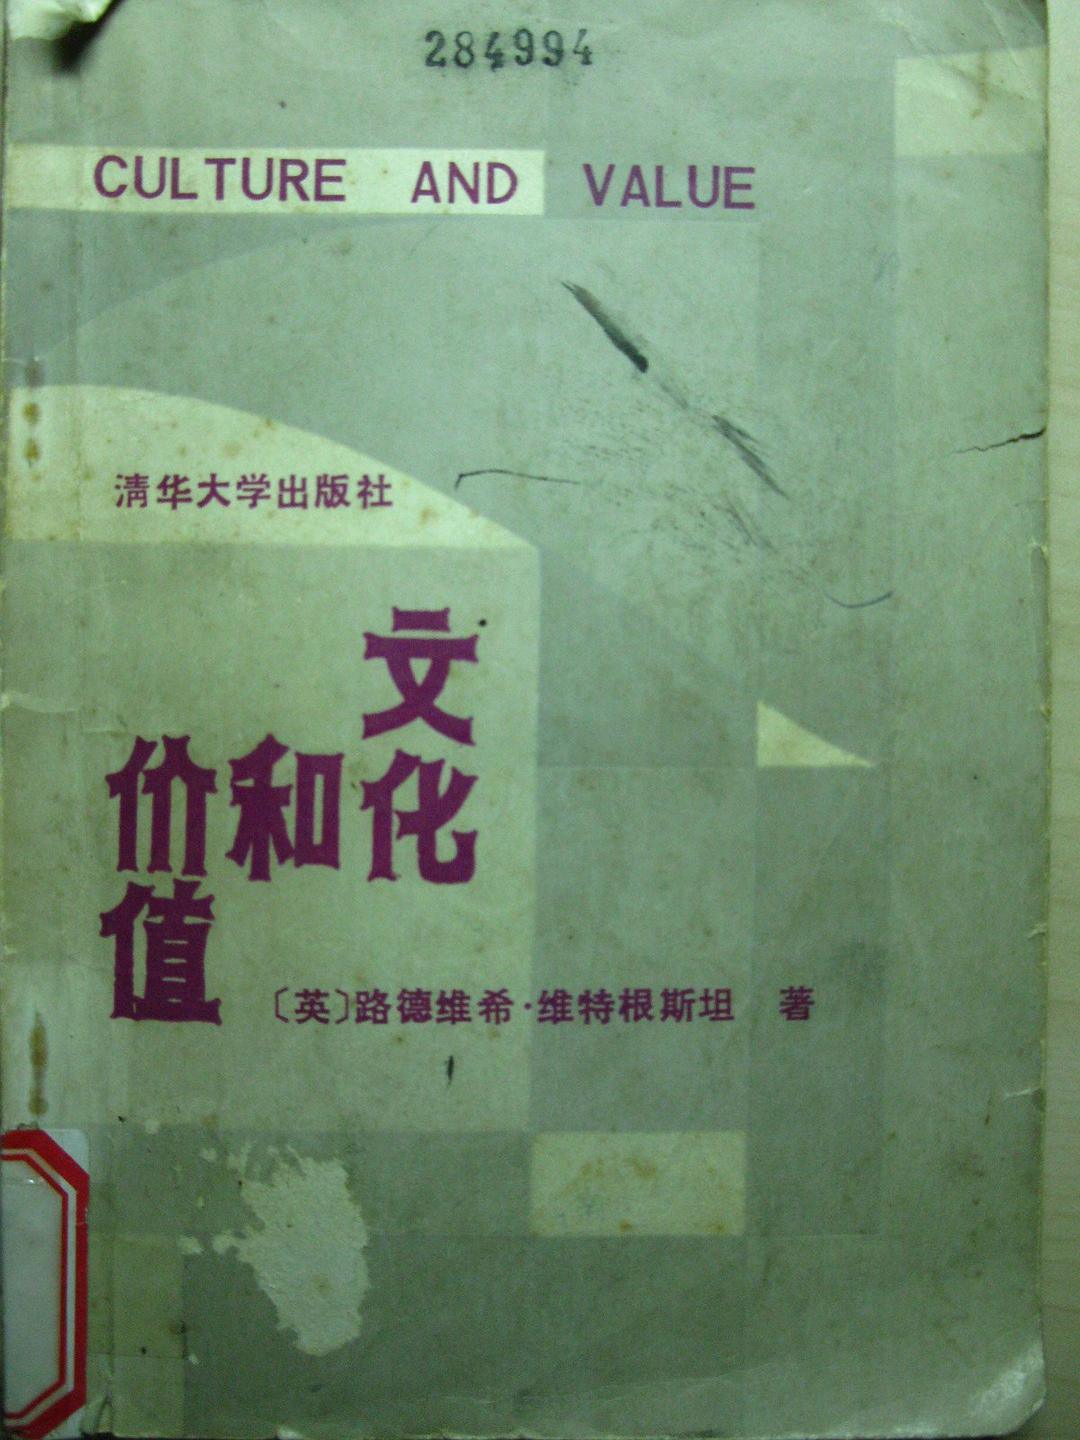 284994
CULTURE AND VALUE
清华大学出版社
文化
和
价值
〔英〕路德维希·维特根斯坦 著